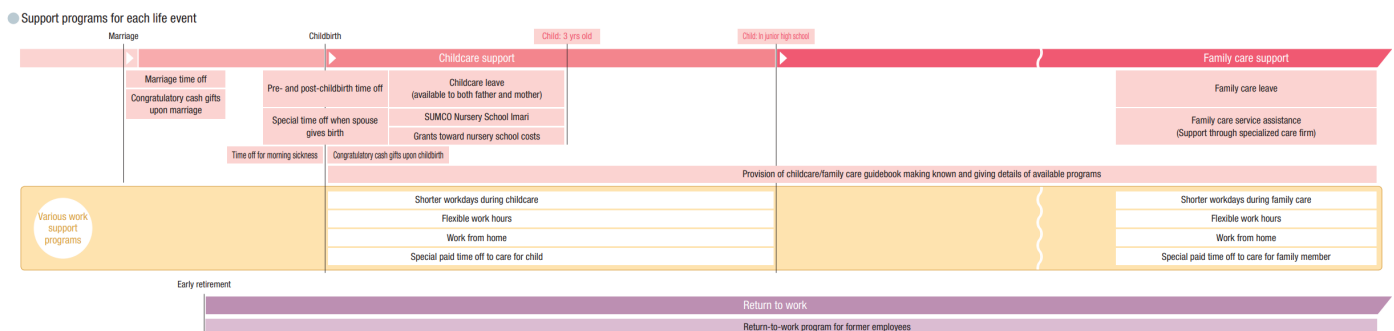 Support programs for each life event
Marriage
Childbirth
Child: 3 yrs old
Child: In junior high school
Childcare support
Family care support
Marriage time off
Congratulatory cash gifts
upon marriage
Pre- and post-childbirth time off
Special time off when spouse
gives birth
Childcare leave
(available to both father and mother)
SUMCO Nursery School Imari
Grants toward nursery school costs
Family care leave
Family care service assistance
(Support through specialized care firm)
Time off for morning sickness
Congratulatory cash gifts upon childbirth
Provision of childcare/family care guidebook making known and giving details of available programs
Various work
support
programs
Shorter workdays during childcare
Flexible work hours
Work from home
Special paid time off to care for child
Shorter workdays during family care
Flexible work hours
Work from home
Special paid time off to care for family member
Early retirement
Return to work
Return-to-work program for former employees